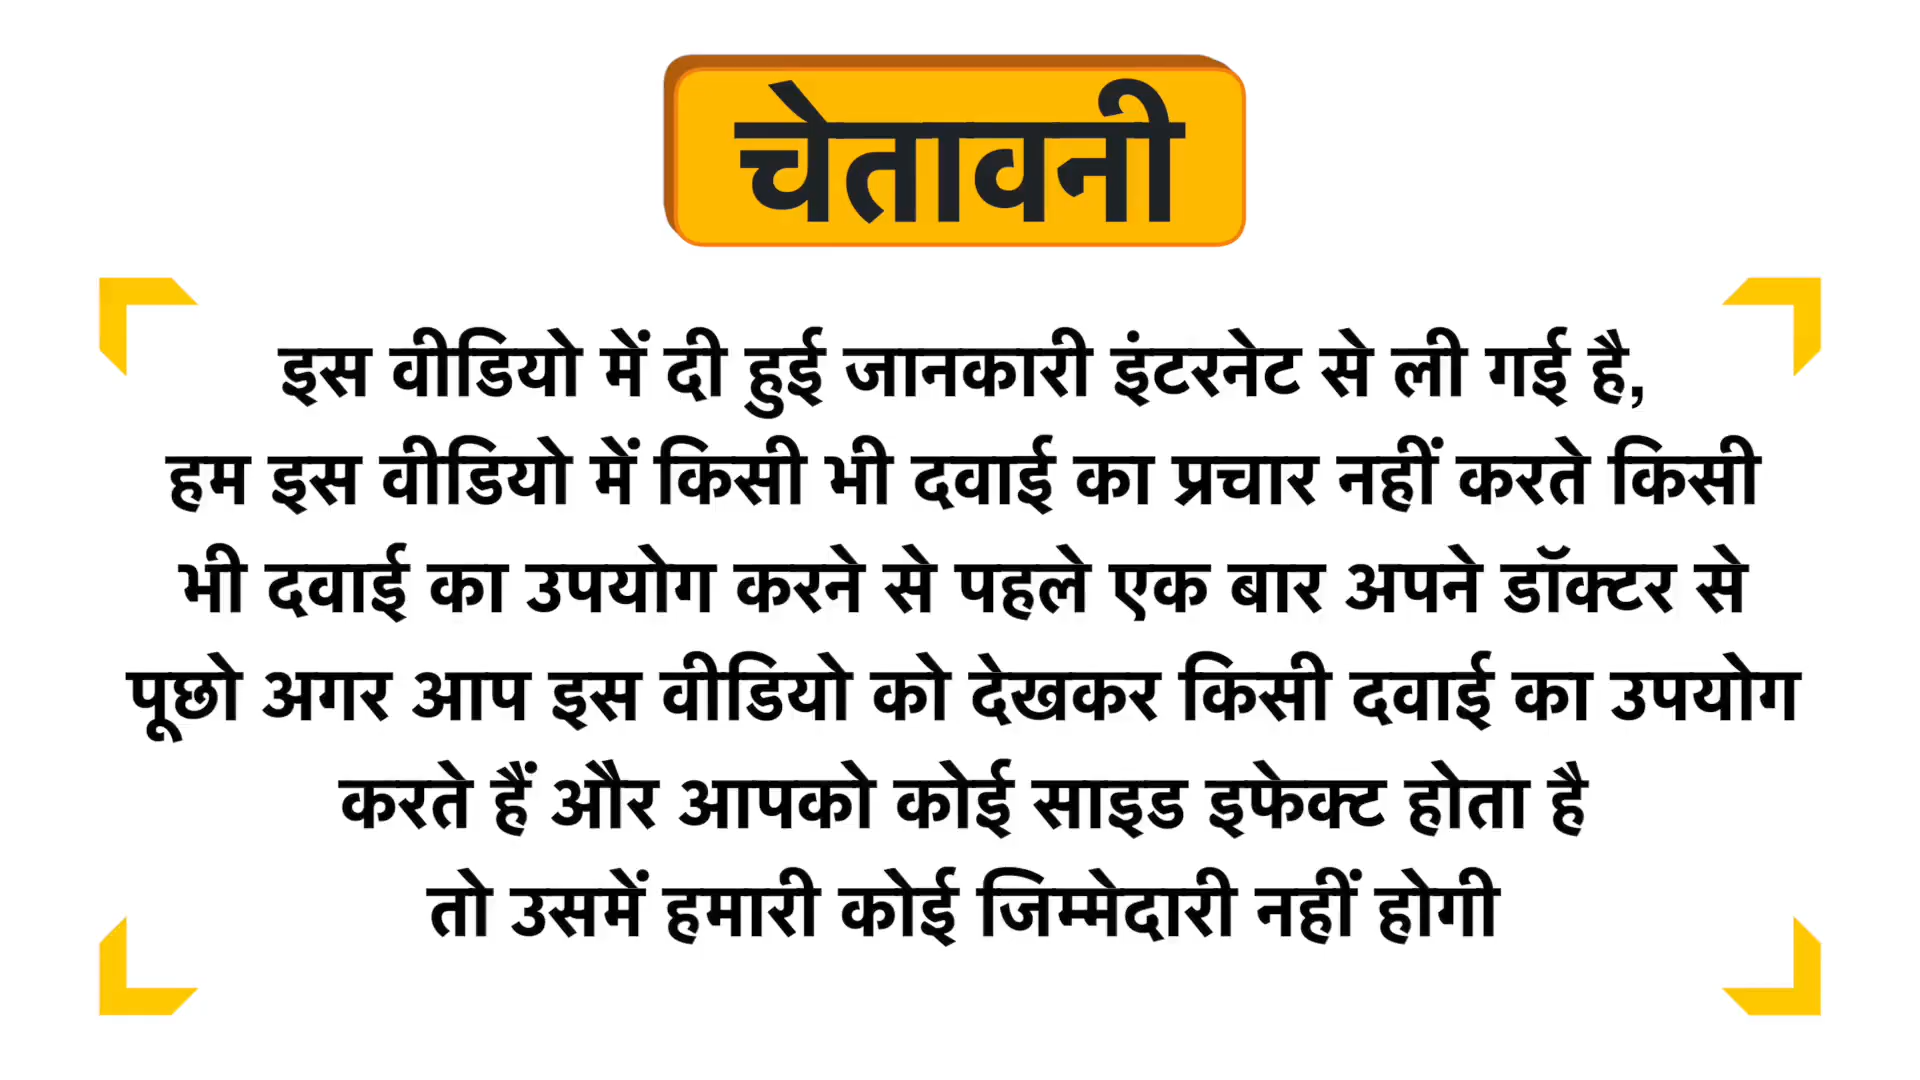 चेतावनी
इस वीडियो में दी हुई जानकारी इंटरनेट से ली गई है,
हम इस वीडियो में किसी भी दवाई का प्रचार नहीं करते किसी
भी दवाई का उपयोग करने से पहले एक बार अपने डॉक्टर से
पूछो अगर आप इस वीडियो को देखकर किसी दवाई का उपयोग
करते हैं और आपको कोई साइड इफेक्ट होता है
तो उसमें हमारी कोई जिम्मेदारी नहीं होगी